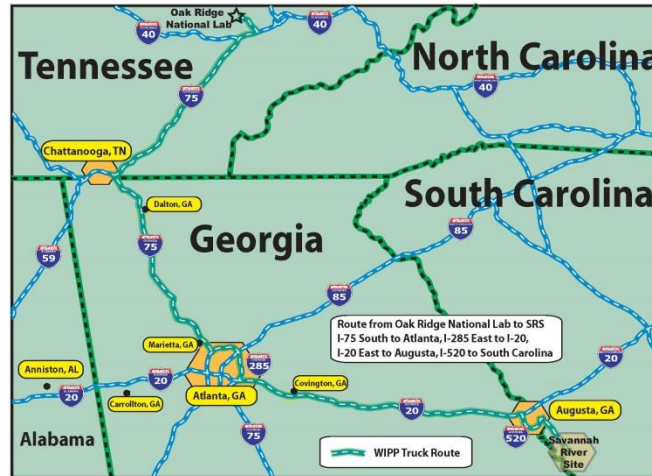 Oak Ridge
National Lab
40
40
Tennessee
North Carolina
40
75
Chattanooga, TN
Dalton, GA
South Carolina
59
75
Georgia
85
85
Route from Oak Ridge National Lab to SRS
I-75 South to Atlanta, I-285 East to I-20,
I-20 East to Augusta, I-520 to South Carolina
Marietta, GA
285
20
Anniston, AL
20
20
Covington, GA
Carrollton, GA
Atlanta, GA
20
Augusta, GA
75
520
Alabama
WIPP Truck Route
Savannah
River
Site